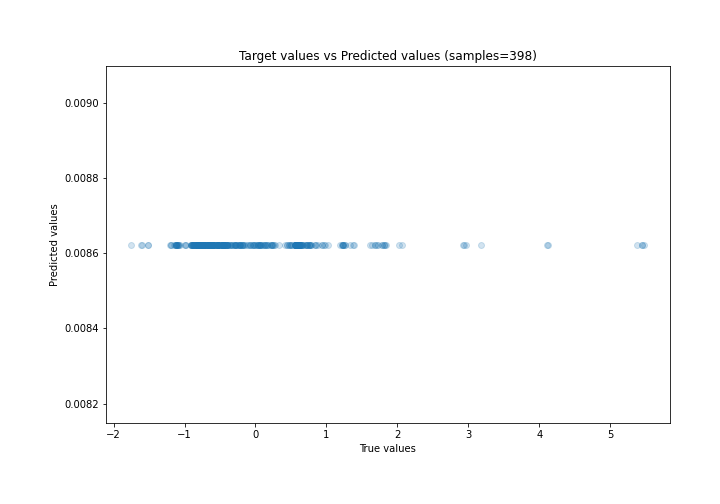 Target values vs Predicted values (samples=398)
0.0090
0.0088
0.0086
0.0084
0.0082
Predicted values
−2 −1 0 1 2 3 4 5
True values